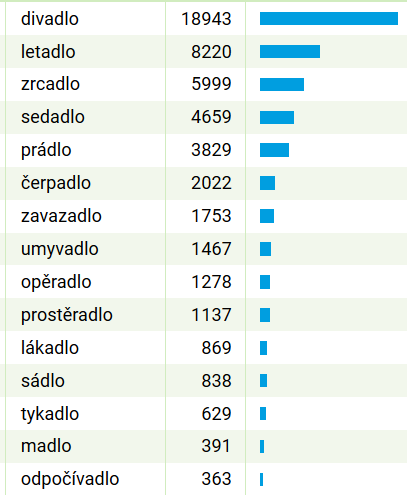 divadlo 18943
letadlo 8220
zrcadlo 5999
sedadlo 4659
prádlo 3829
čerpadlo 2022
zavazadlo 1753
umyvadlo 1467
opěradlo 1278
prostěradlo 1137
lákadlo 869
sádlo 838
tykadlo 629
madlo 391
odpočívadlo 363